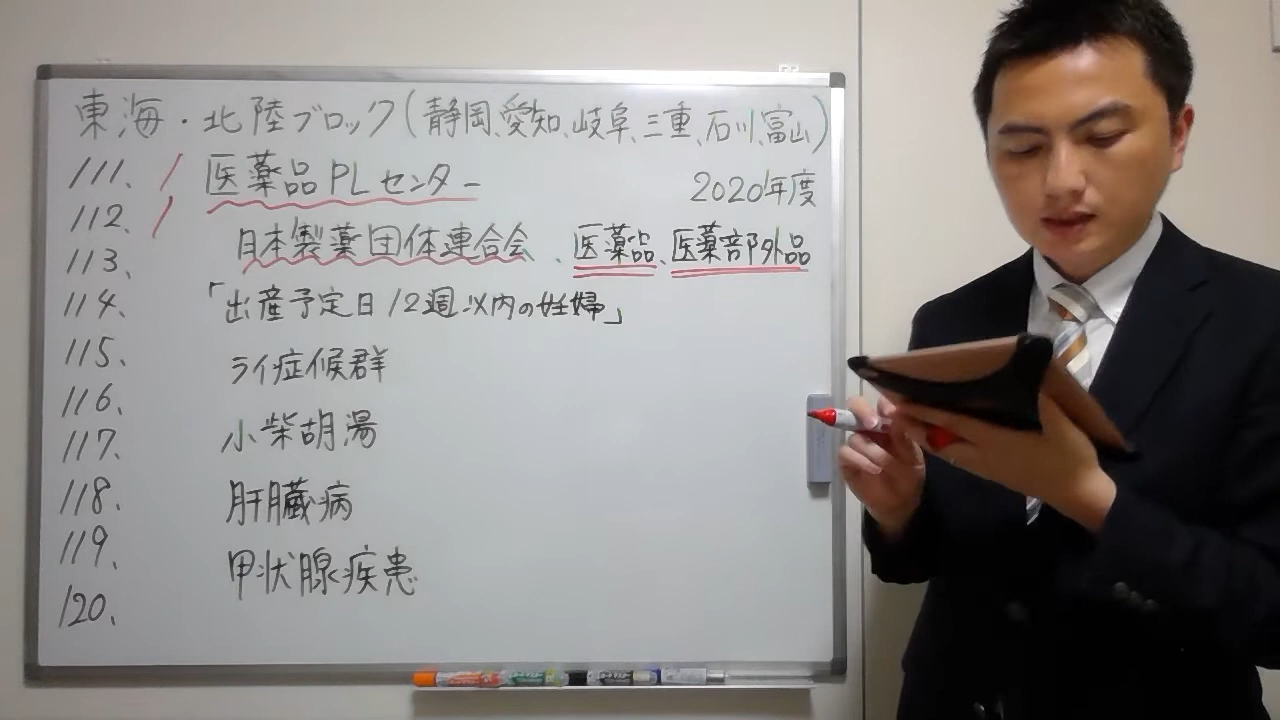 東海・北陸ブロック(静岡、愛知、岐阜、三重、石川、富山)
111、 医薬品PLセンター 2020年度
112、
日本製薬団体連合会、医薬品、医薬部外品
113、
114、「出産予定日12週以内の妊婦」
115、 ライ症候群
116、
117、 小柴胡湯
118、 肝臓病
119、
甲状腺疾患
120、